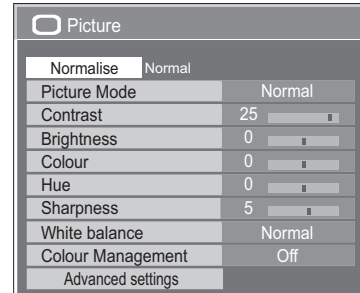 Picture
Normalise Normal
Picture Mode Normal
Contrast 25
Brightness 0
Colour 0
Hue 0
Sharpness 5
White balance Normal
Colour Management Off
Advanced settings